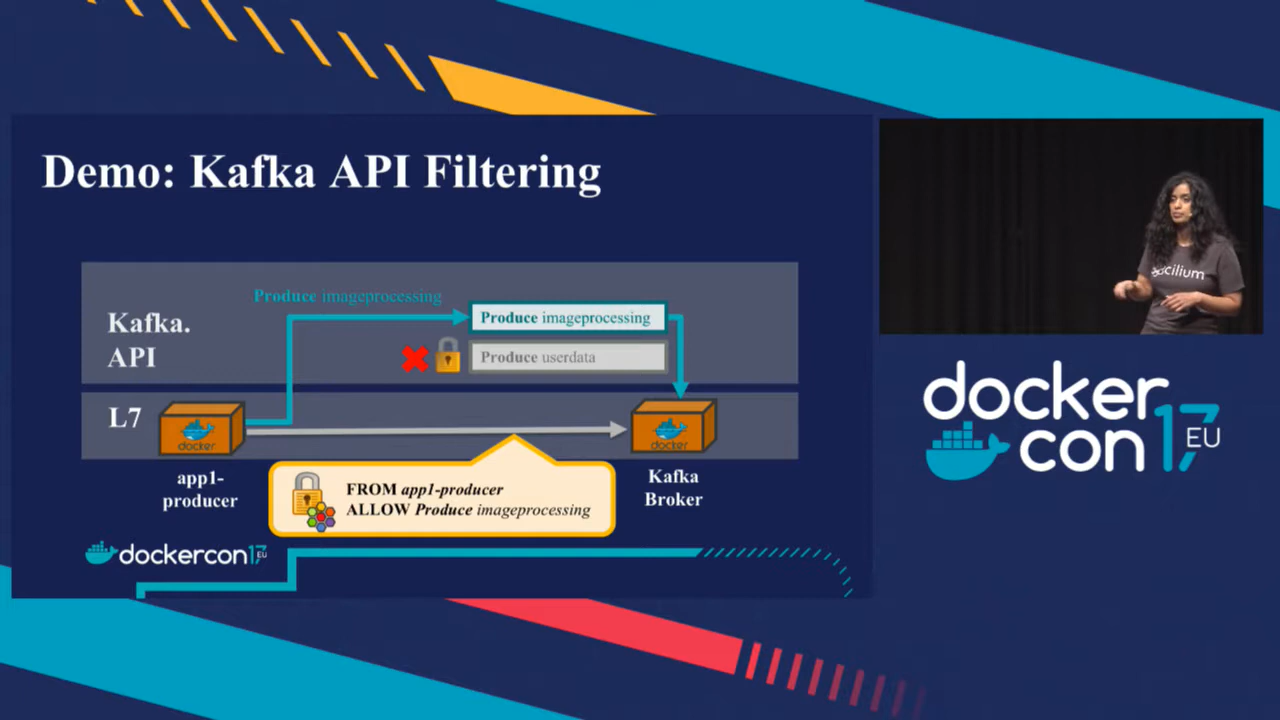 Demo: Kafka API Filtering
Produce imageprocessing
Kafka.
API
Produce imageprocessing
Produce userdata
L7
docker
docker
app1-
producer
Kafka
Broker
FROM app1-producer
ALLOW Produce imageprocessing
dockercon17 EU
cilium
docker
con 17 EU